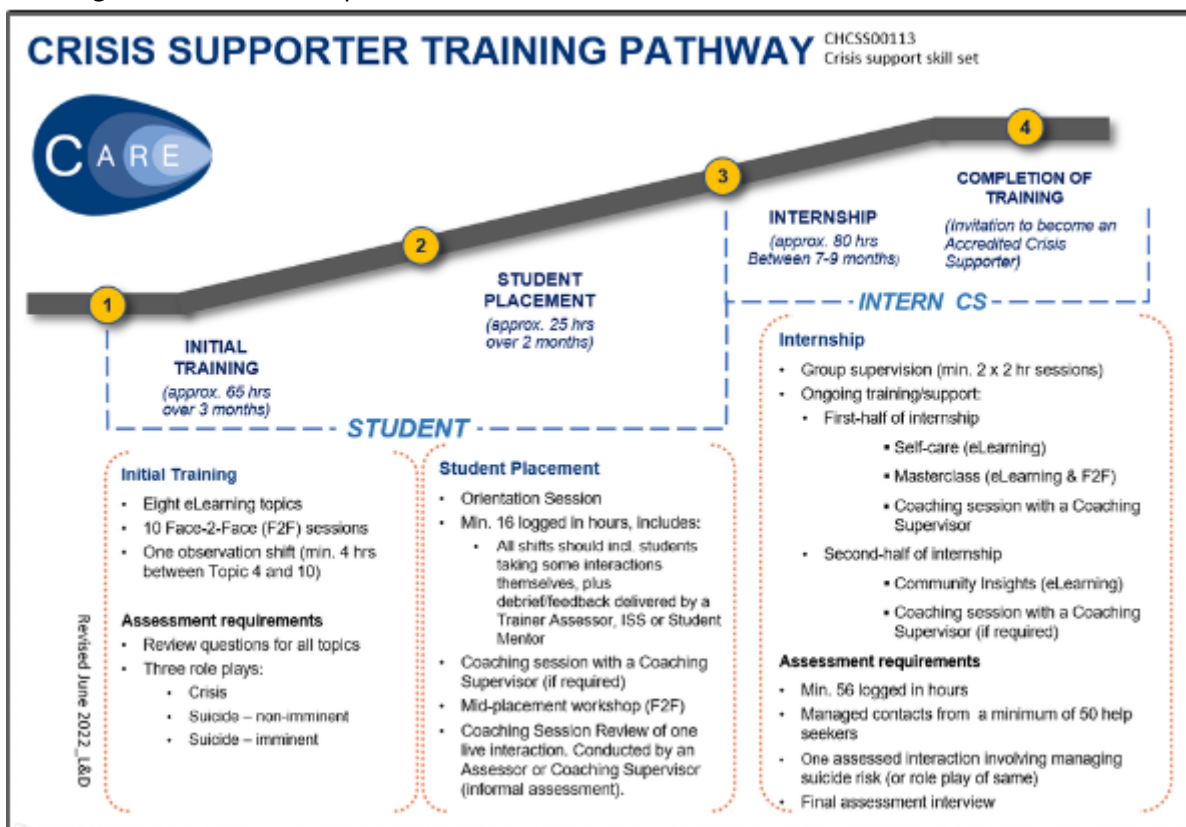 CRISIS SUPPORTER TRAINING PATHWAY
CHCSS00113
Crisis support skill set
CARE
1
2
3
4
INITIAL
TRAINING
(approx. 65 hrs
over 3 months)
STUDENT
PLACEMENT
(approx. 25 hrs
over 2 months)
INTERNSHIP
(approx. 80 hrs
Between 7-9 months)
COMPLETION OF
TRAINING
(Invitation to become an
Accredited Crisis
Supporter)
STUDENT
INTERN CS
Initial Training
• Eight eLearning topics
• 10 Face-2-Face (F2F) sessions
• One observation shift (min. 4 hrs
between Topic 4 and 10)
Assessment requirements
• Review questions for all topics
• Three role plays:
• Crisis
• Suicide – non-imminent
• Suicide – imminent
Student Placement
• Orientation Session
• Min. 16 logged in hours, includes:
• All shifts should incl. students
taking some interactions
themselves, plus
debrief/feedback delivered by a
Trainer Assessor, ISS or Student
Mentor
• Coaching session with a Coaching
Supervisor (if required)
• Mid-placement workshop (F2F)
• Coaching Session Review of one
live interaction. Conducted by an
Assessor or Coaching Supervisor
(informal assessment).
Internship
• Group supervision (min. 2 x 2 hr sessions)
• Ongoing training/support:
• First-half of internship
▪ Self-care (eLearning)
▪ Masterclass (eLearning & F2F)
▪ Coaching session with a Coaching
Supervisor
• Second-half of internship
▪ Community Insights (eLearning)
▪ Coaching session with a Coaching
Supervisor (if required)
Assessment requirements
• Min. 56 logged in hours
• Managed contacts from a minimum of 50 help
seekers
• One assessed interaction involving managing
suicide risk (or role play of same)
• Final assessment interview
Revised June 2022_L&D